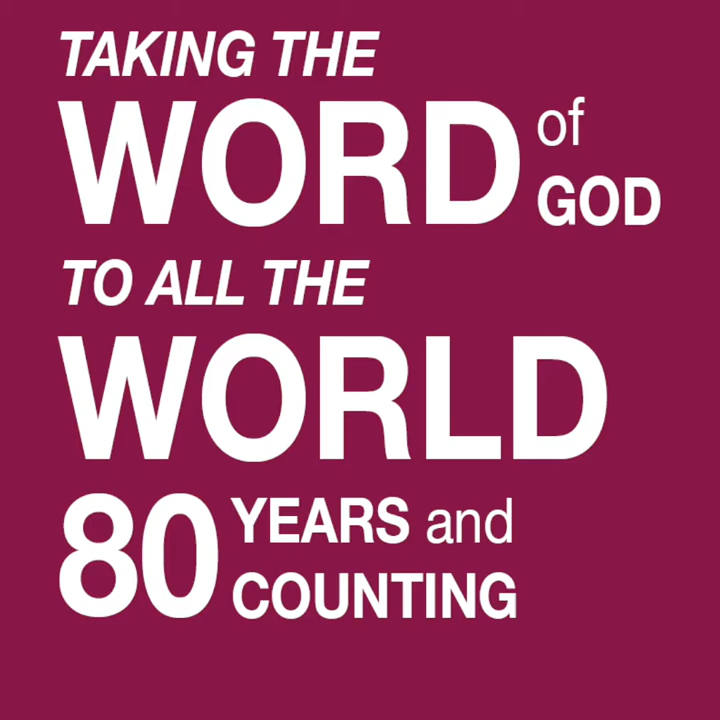 TAKING THE
WORD of
GOD
TO ALL THE
WORLD
80 YEARS and
COUNTING